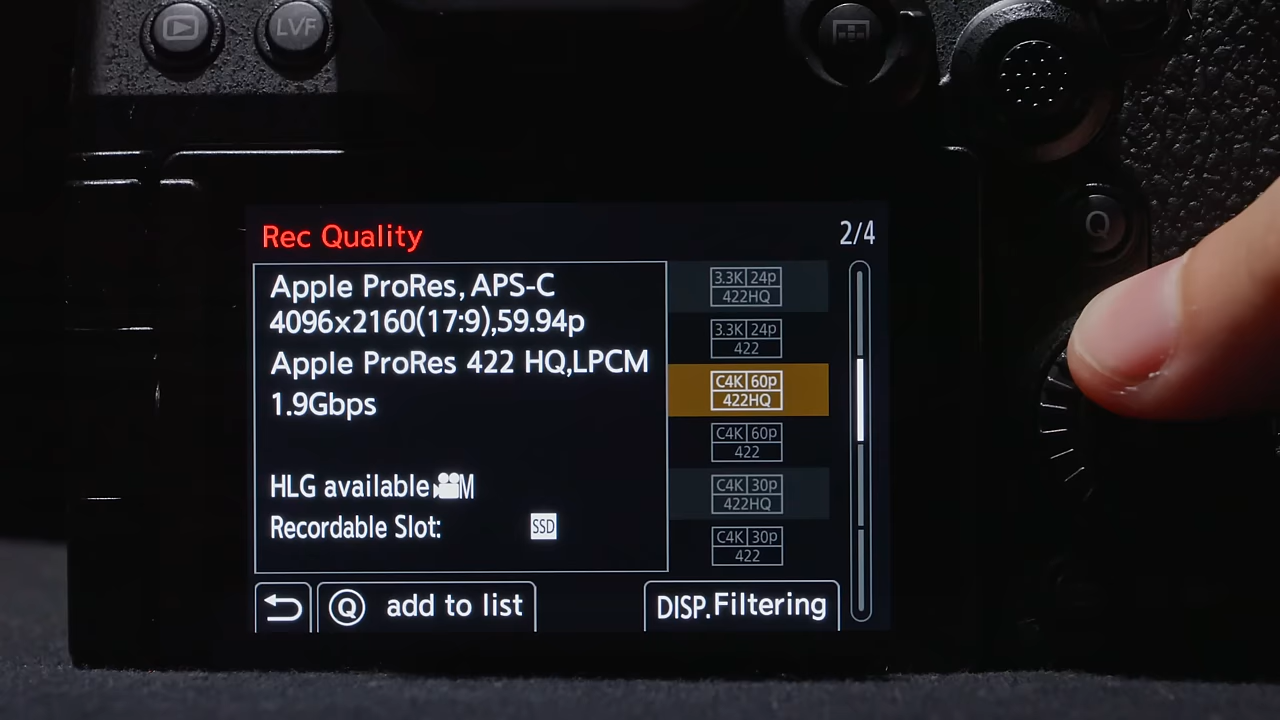 LVF
Q
Rec Quality
2/4
Apple ProRes, APS-C
4096x2160(17:9),59.94p
Apple ProRes 422 HQ,LPCM
1.9Gbps
HLG available M
Recordable Slot: SSD
3.3K 24p
422HQ
3.3K 24p
422
C4K 60p
422HQ
C4K 60p
422
C4K 30p
422HQ
C4K 30p
422
Q add to list
DISP.Filtering